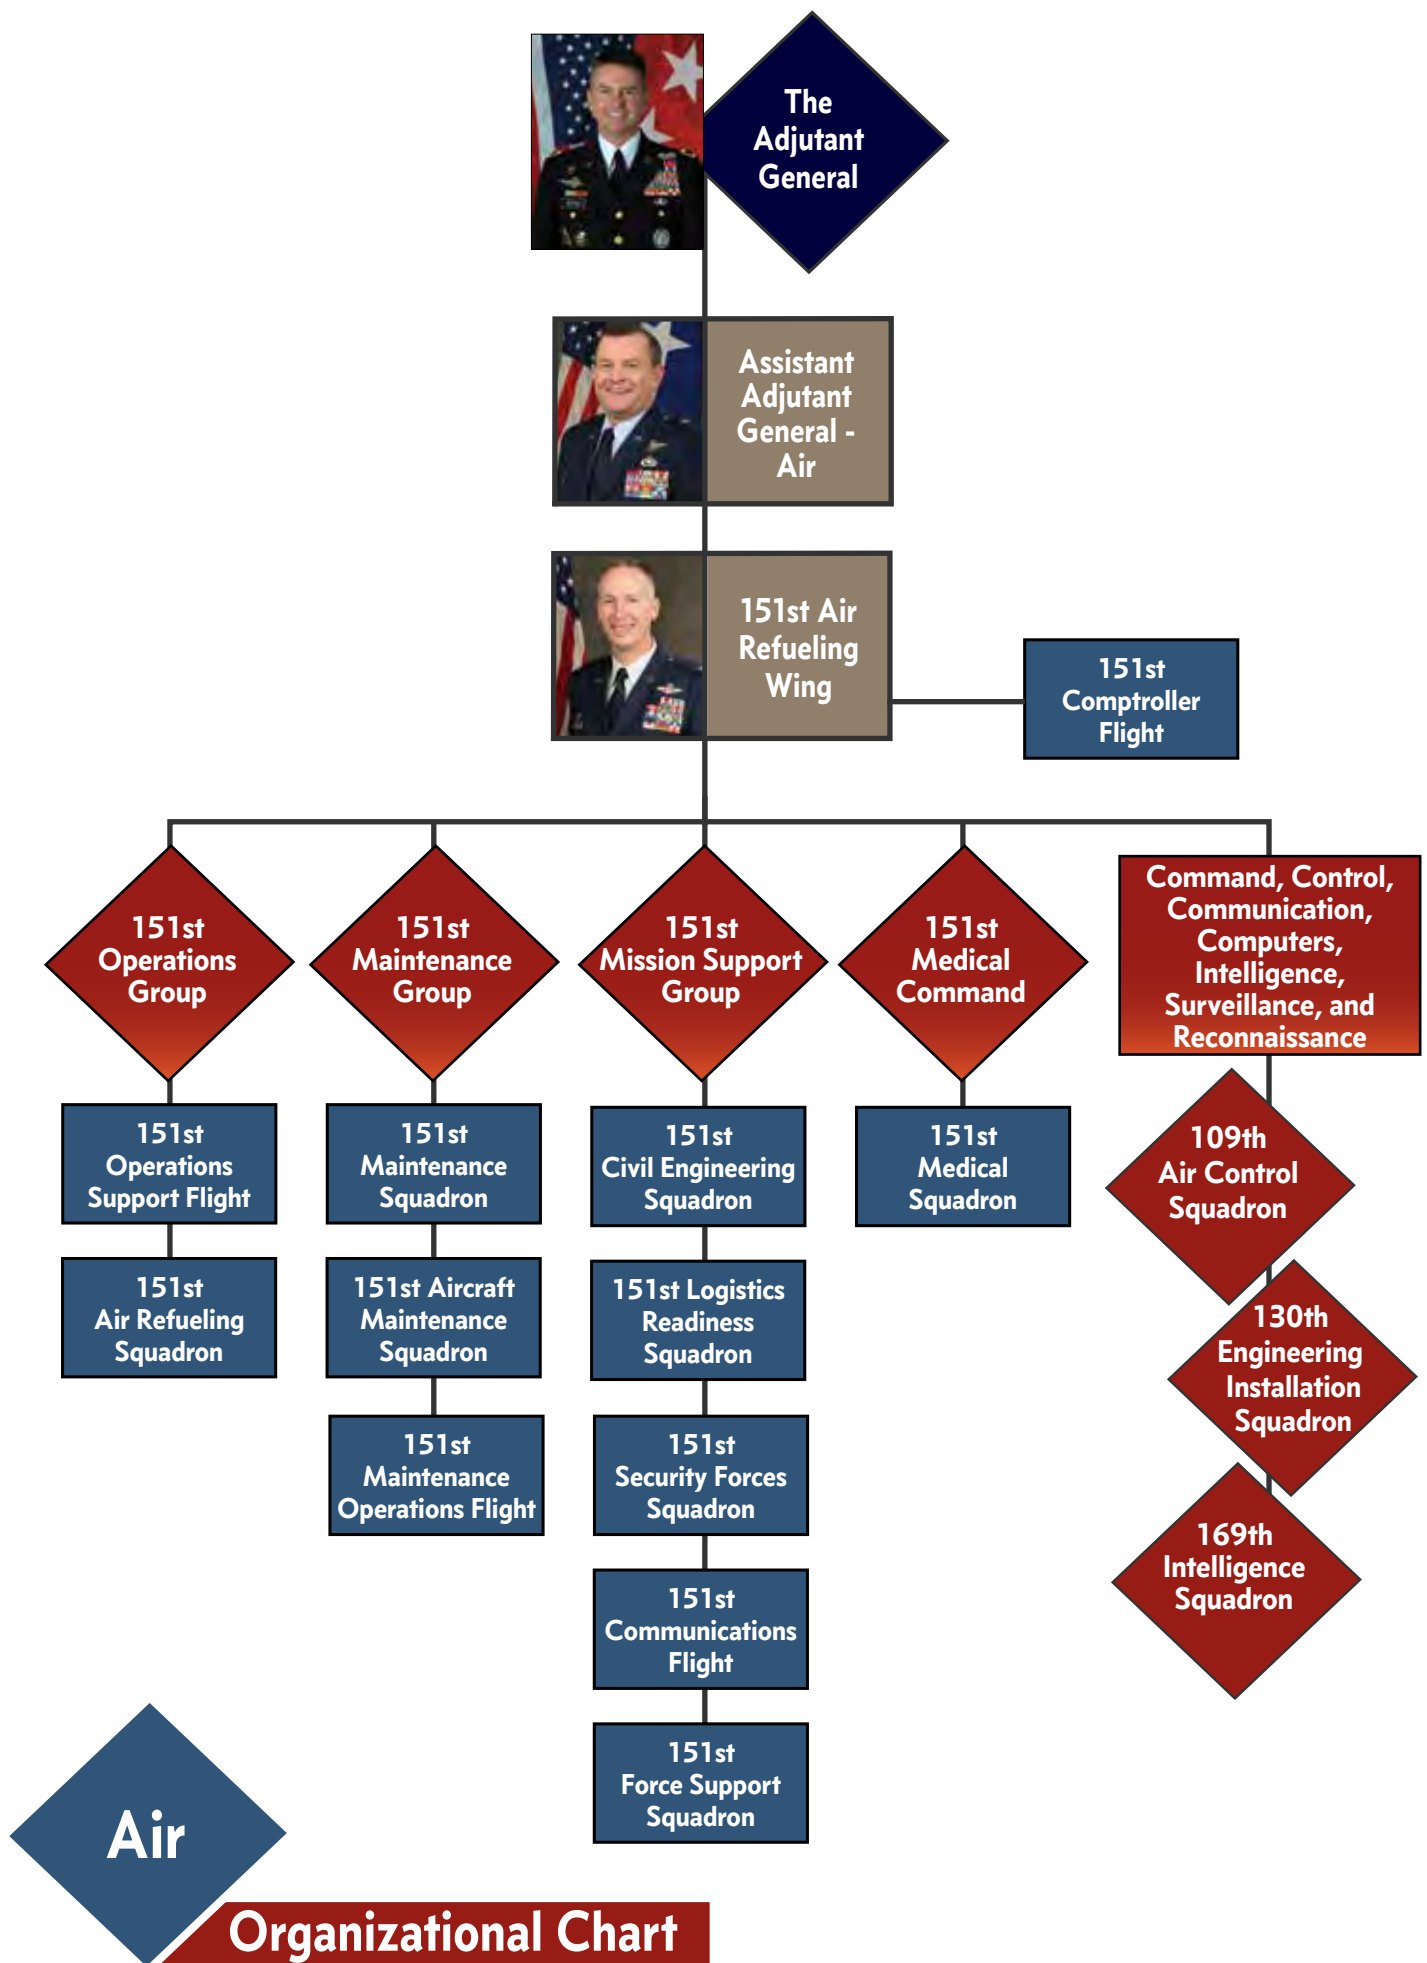 The
Adjutant
General
Assistant
Adjutant
General -
Air
151st Air
Refueling
Wing
151st
Comptroller
Flight
151st
Operations
Group
151st
Maintenance
Group
151st
Mission Support
Group
151st
Medical
Command
Command, Control,
Communication,
Computers,
Intelligence,
Surveillance, and
Reconnaissance
151st
Operations
Support Flight
151st
Air Refueling
Squadron
151st
Maintenance
Squadron
151st Aircraft
Maintenance
Squadron
151st
Maintenance
Operations Flight
151st
Civil Engineering
Squadron
151st Logistics
Readiness
Squadron
151st
Security Forces
Squadron
151st
Communications
Flight
151st
Force Support
Squadron
151st
Medical
Squadron
109th
Air Control
Squadron
130th
Engineering
Installation
Squadron
169th
Intelligence
Squadron
Air
Organizational Chart